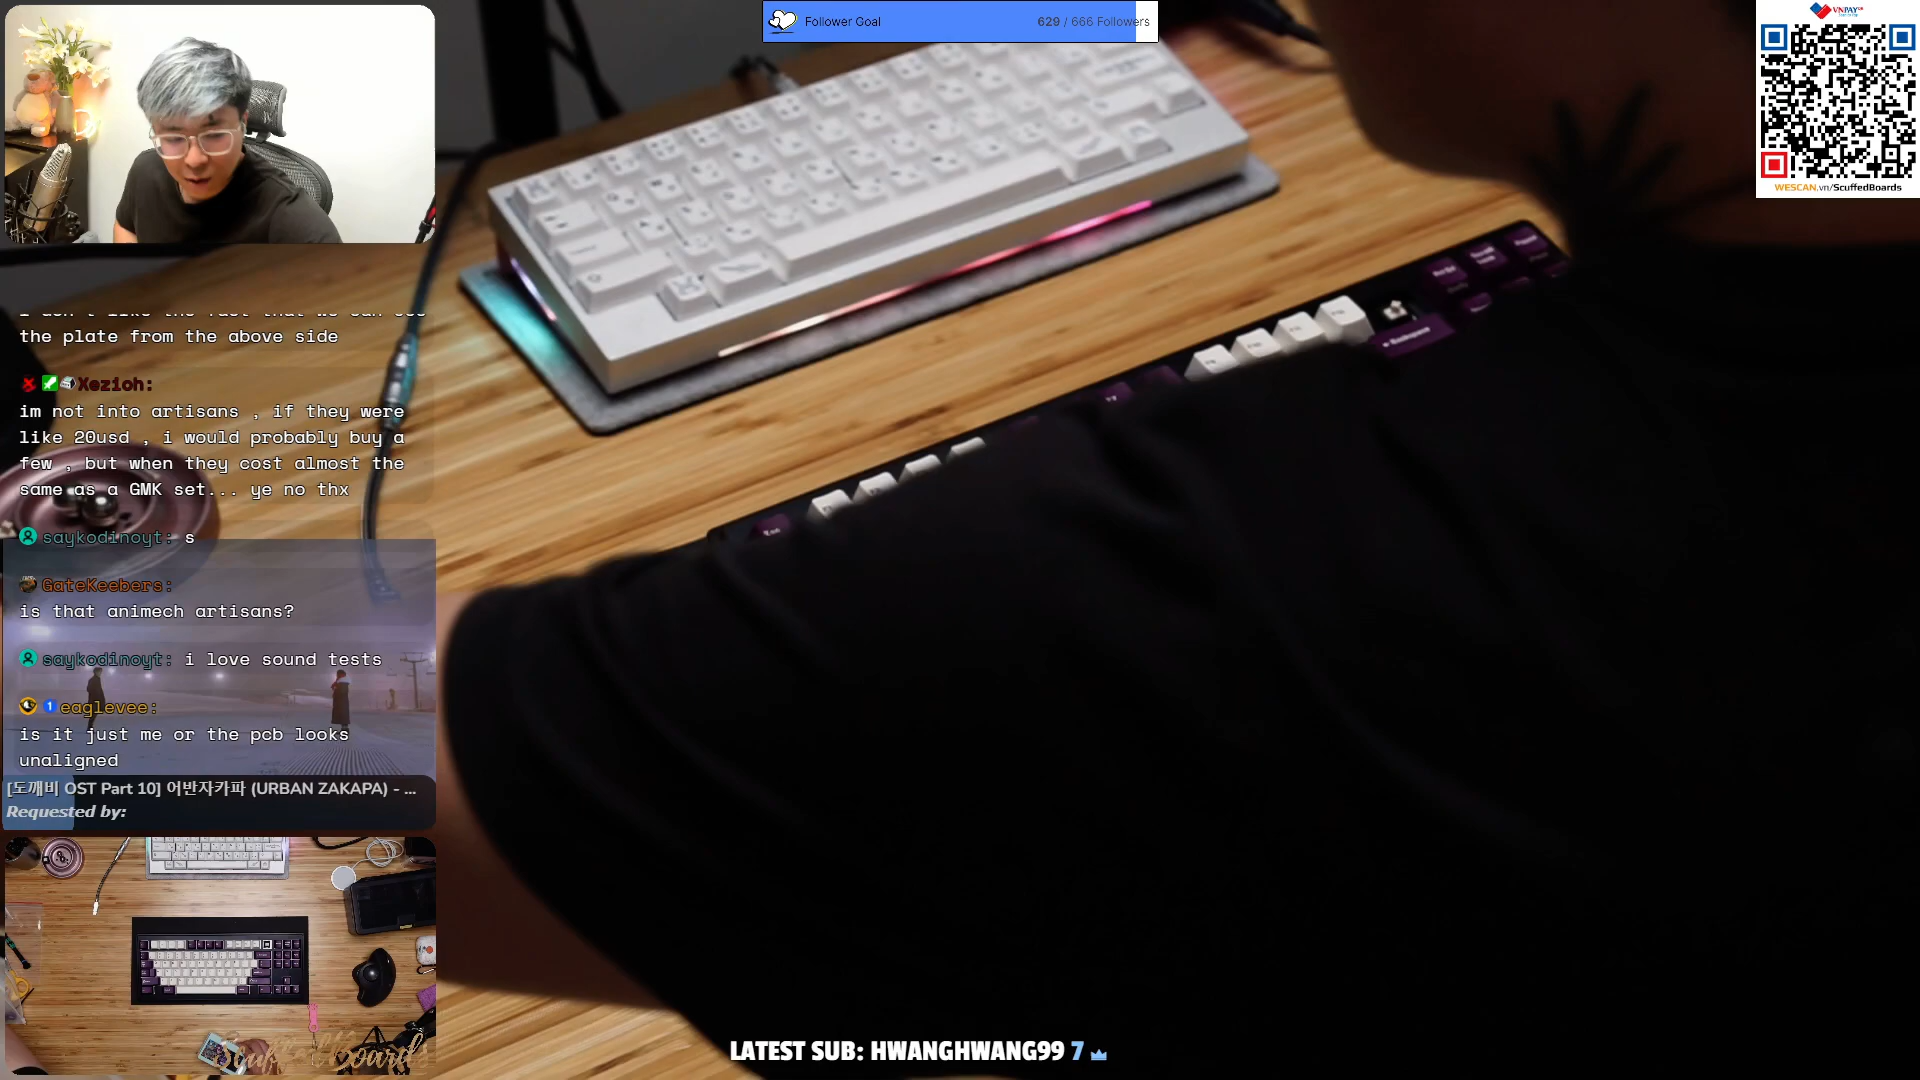 Follower Goal
629 / 666 Followers
VNPAY
WESCAN.vn/ScuffedBoards
the plate from the above side
Xezioh:
im not into artisans , if they were
like 20usd , i would probably buy a
few , but when they cost almost the
same as a GMK set... ye no thx
saykodinoyt: s
GateKeebers:
is that animech artisans?
saykodinoyt: i love sound tests
eaglevee:
is it just me or the pcb looks
unaligned
[도깨비 OST Part 10] 어반자카파 (URBAN ZAKAPA) - ...
Requested by:
Backspace
Esc
ScuffedBoards
LATEST SUB: HWANGHWANG99 7